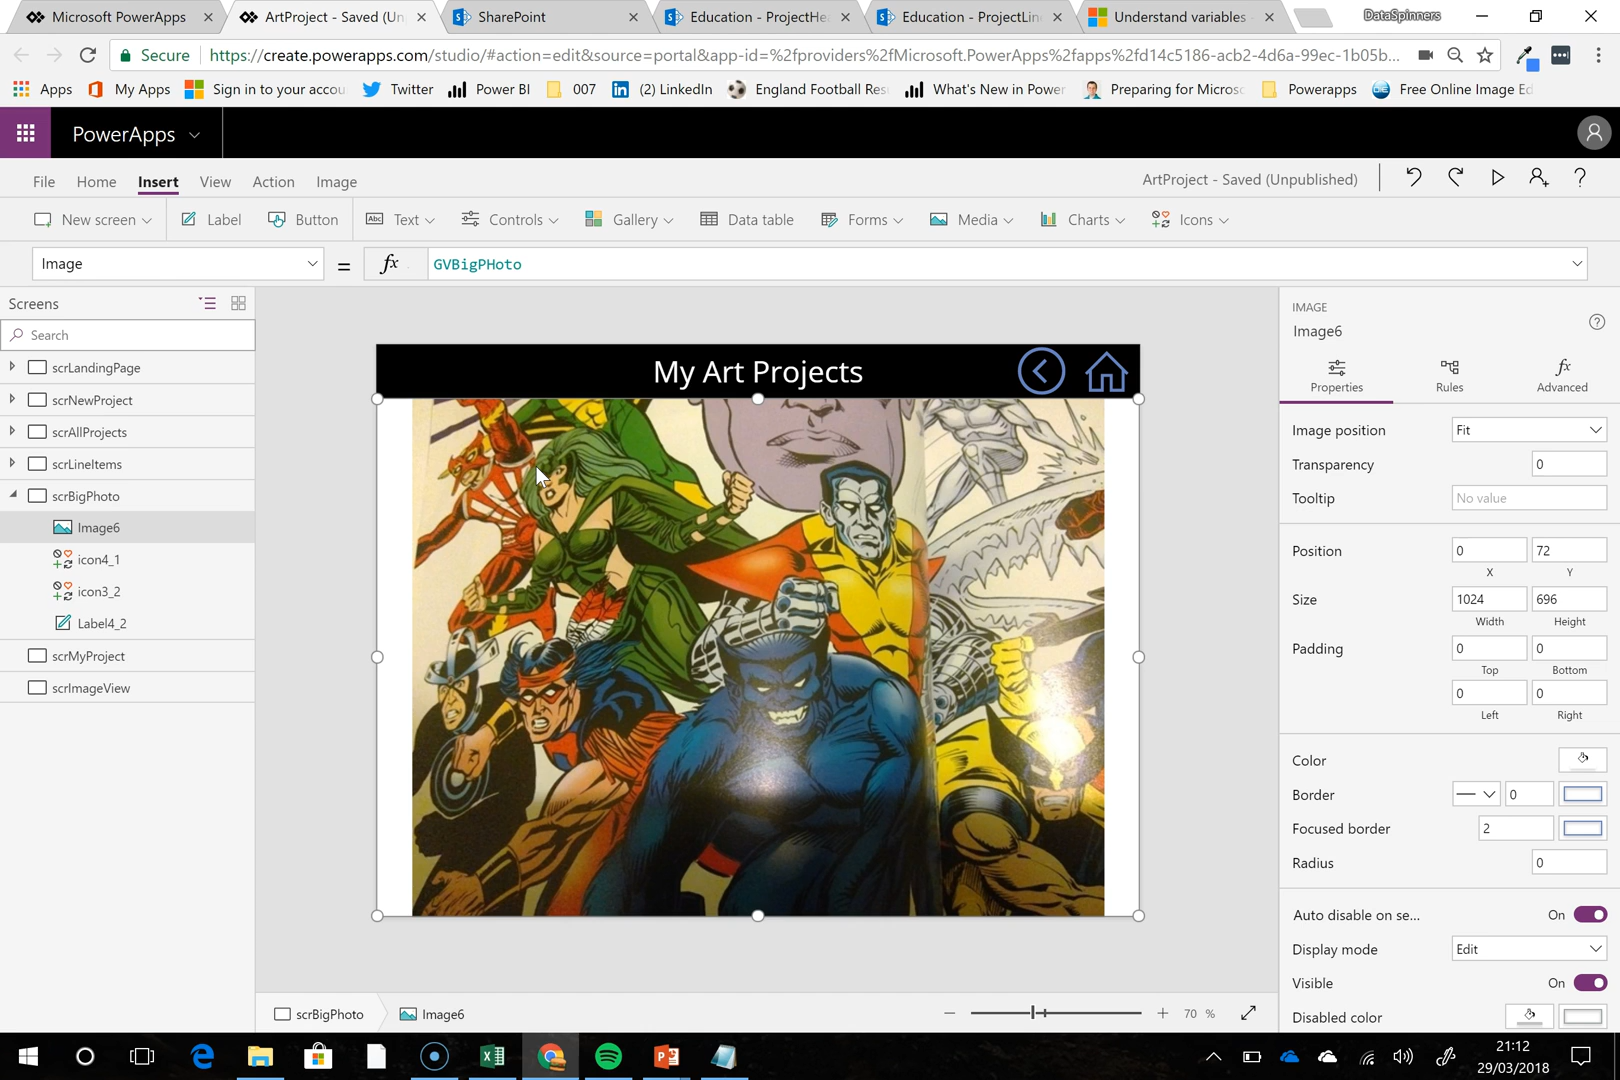 Microsoft PowerApps
ArtProject - Saved (Un
SharePoint
Education - ProjectHea
Education - ProjectLin
Understand variables
DataSpinners
Secure
https://create.powerapps.com/studio/#action=edit&source=portal&app-id=%2fproviders%2fMicrosoft.PowerApps%2fapps%2fd14c5186-acb2-4d6a-99ec-1b05b...
Apps
My Apps
Sign in to your accou
Twitter
Power BI
007
(2) LinkedIn
England Football Res
What's New in Power
Preparing for Microso
Powerapps
Free Online Image Ed
PowerApps
File
Home
Insert
View
Action
Image
ArtProject - Saved (Unpublished)
New screen
Label
Button
Abc
Text
Controls
Gallery
Data table
Forms
Media
Charts
Icons
Image
=
fx
GVBigPHoto
Screens
Search
scrLandingPage
scrNewProject
scrAllProjects
scrLineItems
scrBigPhoto
Image6
icon4_1
icon3_2
Label4_2
scrMyProject
scrImageView
My Art Projects
IMAGE
Image6
Properties
Rules
fx
Advanced
Image position
Fit
Transparency
0
Tooltip
No value
Position
0
72
X
Y
Size
1024
696
Width
Height
Padding
0
0
Top
Bottom
0
0
Left
Right
Color
Border
0
Focused border
2
Radius
0
Auto disable on se...
On
Display mode
Edit
Visible
On
Disabled color
scrBigPhoto
Image6
70 %
21:12
29/03/2018